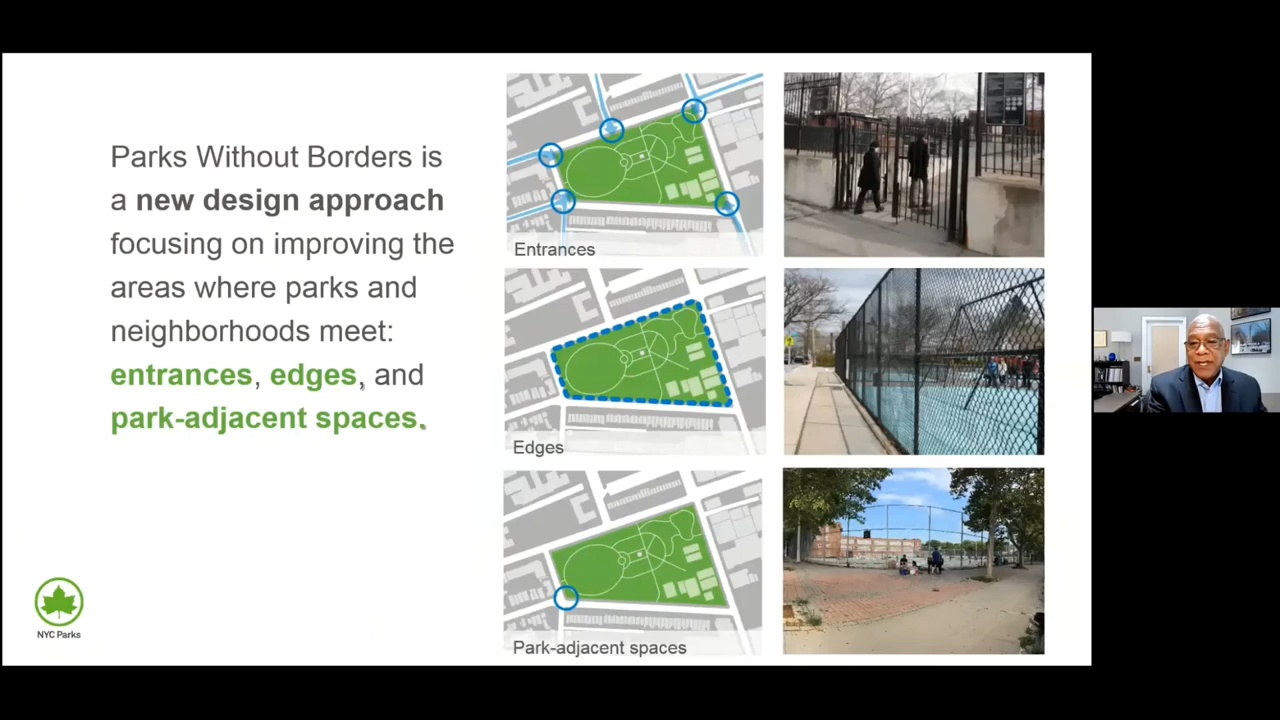 Parks Without Borders is
a new design approach
focusing on improving the
areas where parks and
neighborhoods meet:
entrances, edges, and
park-adjacent spaces.
NYC Parks
Entrances
Edges
Park-adjacent spaces